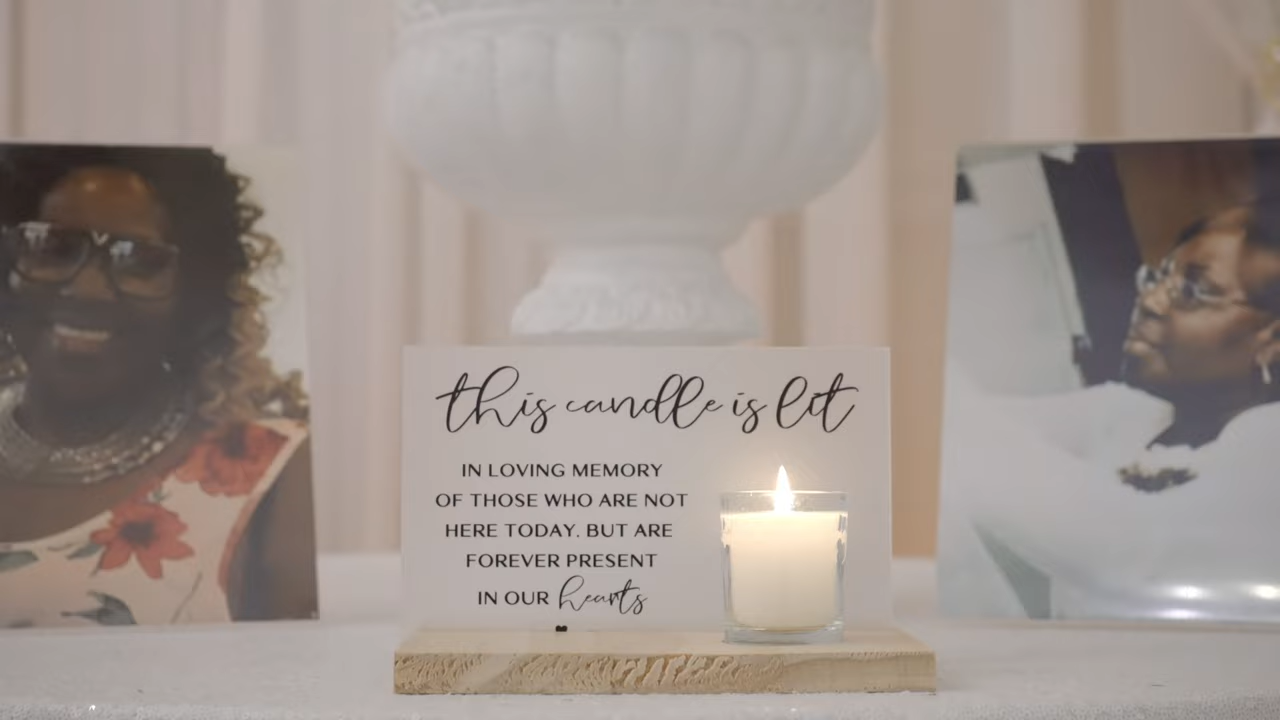 this candle is lit
IN LOVING MEMORY
OF THOSE WHO ARE NOT
HERE TODAY. BUT ARE
FOREVER PRESENT
IN OUR hearts